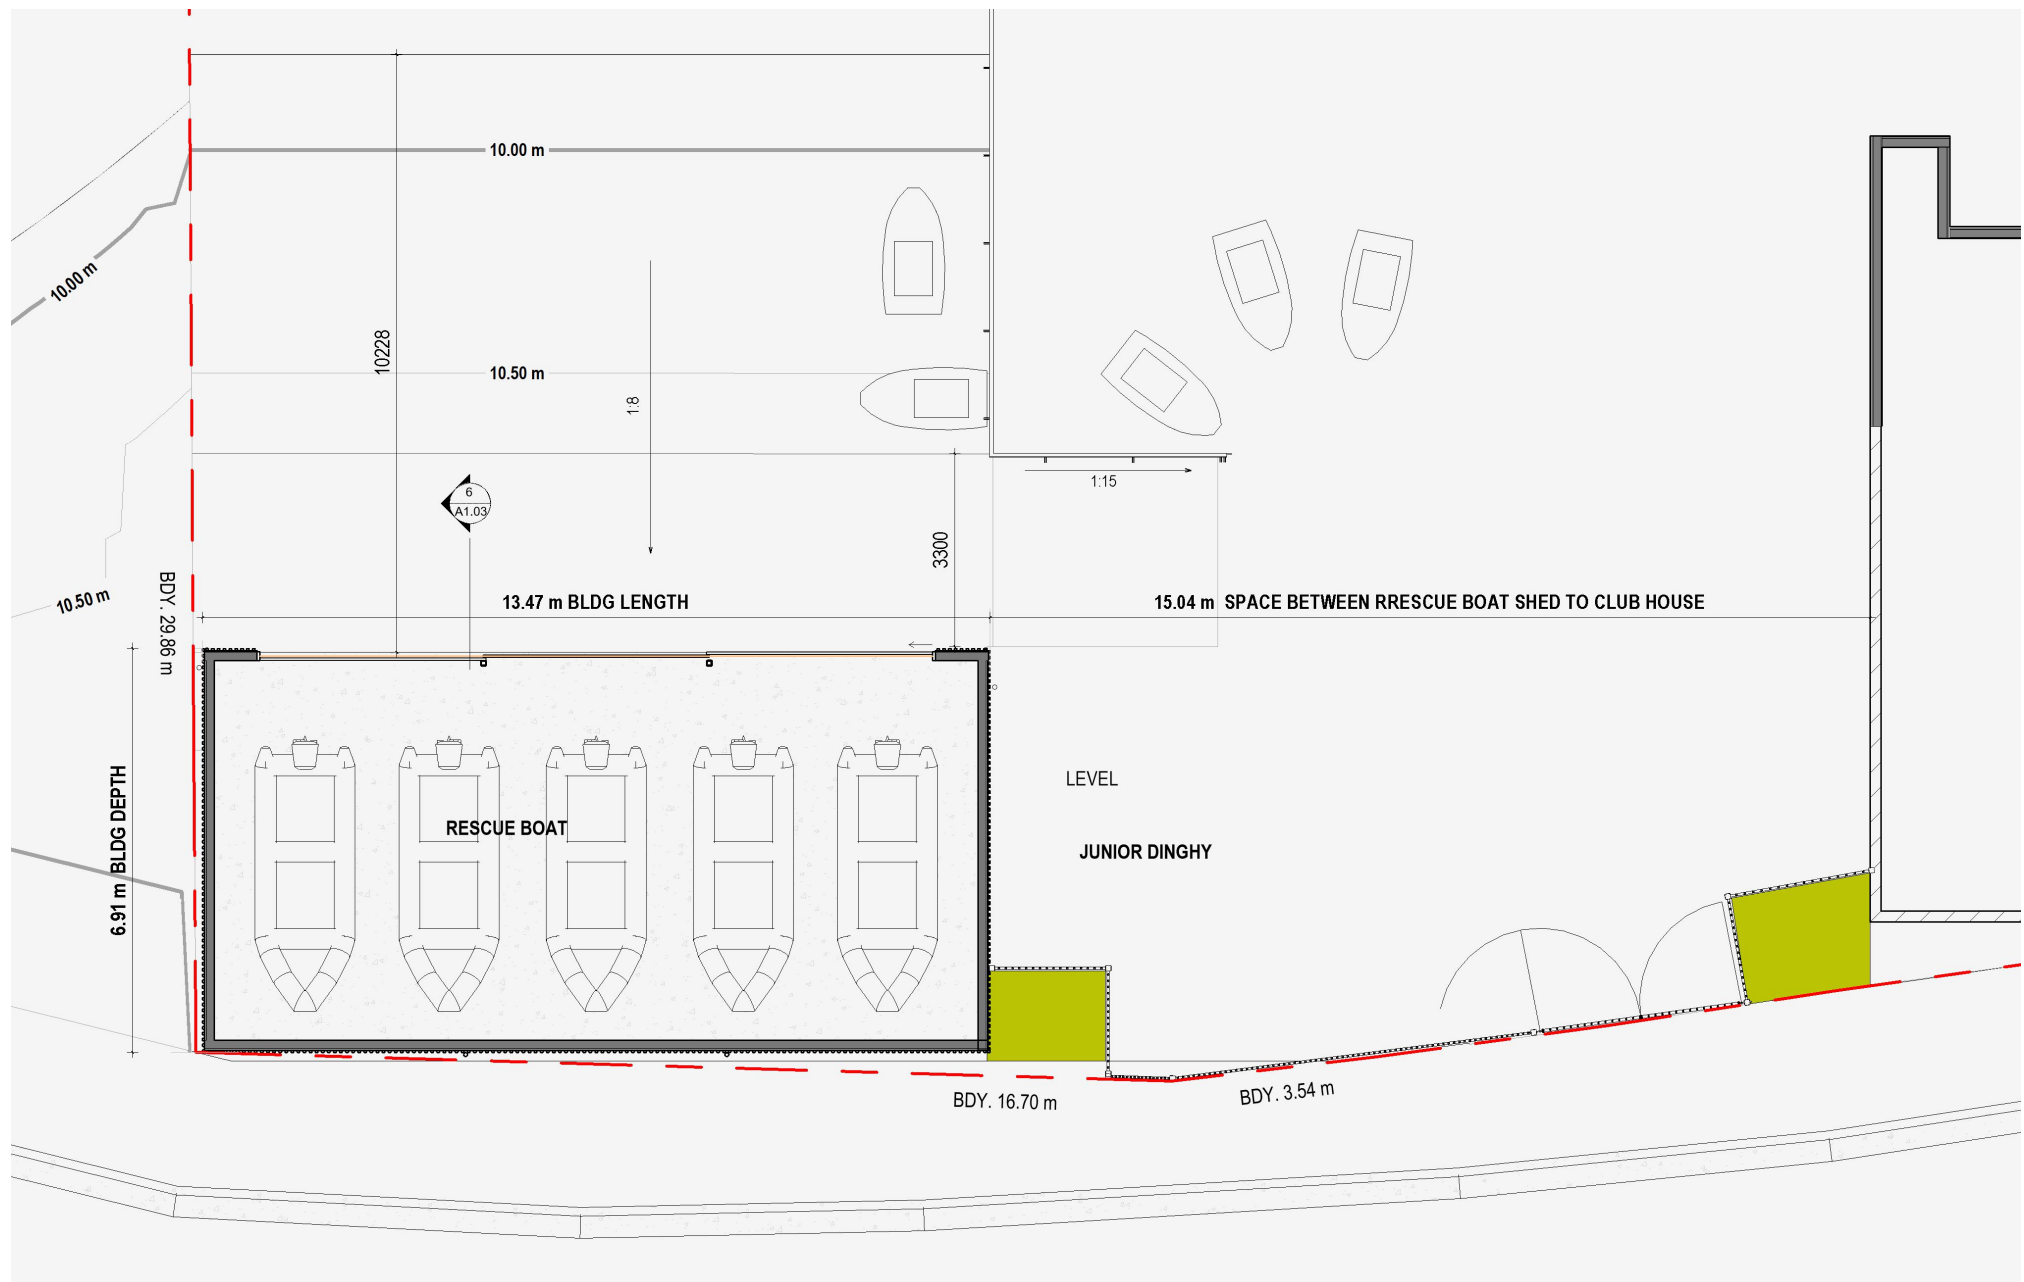 10.00 m
10.00 m
10228
10.50 m
1:8
1:15
6
A1.03
3300
10.50 m
BDY. 29.86 m
13.47 m BLDG LENGTH
15.04 m  SPACE BETWEEN RRESCUE BOAT SHED TO CLUB HOUSE
6.91 m BLDG DEPTH
LEVEL
RESCUE BOAT
JUNIOR DINGHY
BDY. 16.70 m
BDY. 3.54 m